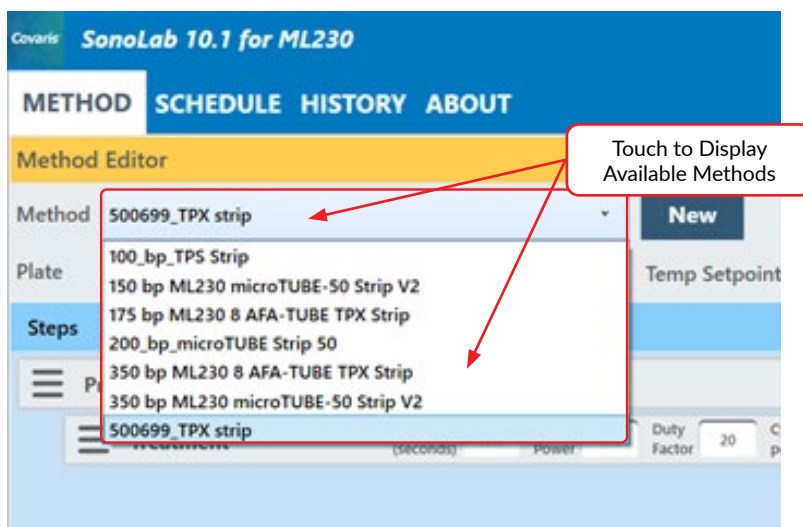 Covaris SonoLab 10.1 for ML230
METHOD SCHEDULE HISTORY ABOUT
Method Editor
Touch to Display
Available Methods
Method 500699_TPX strip New
Plate Temp Setpoint
100_bp_TPS Strip
150 bp ML230 microTUBE-50 Strip V2
175 bp ML230 8 AFA-TUBE TPX Strip
Steps
200_bp_microTUBE Strip 50
350 bp ML230 8 AFA-TUBE TPX Strip
350 bp ML230 microTUBE-50 Strip V2
500699_TPX strip
Treatment (seconds) Power Duty
Factor 20